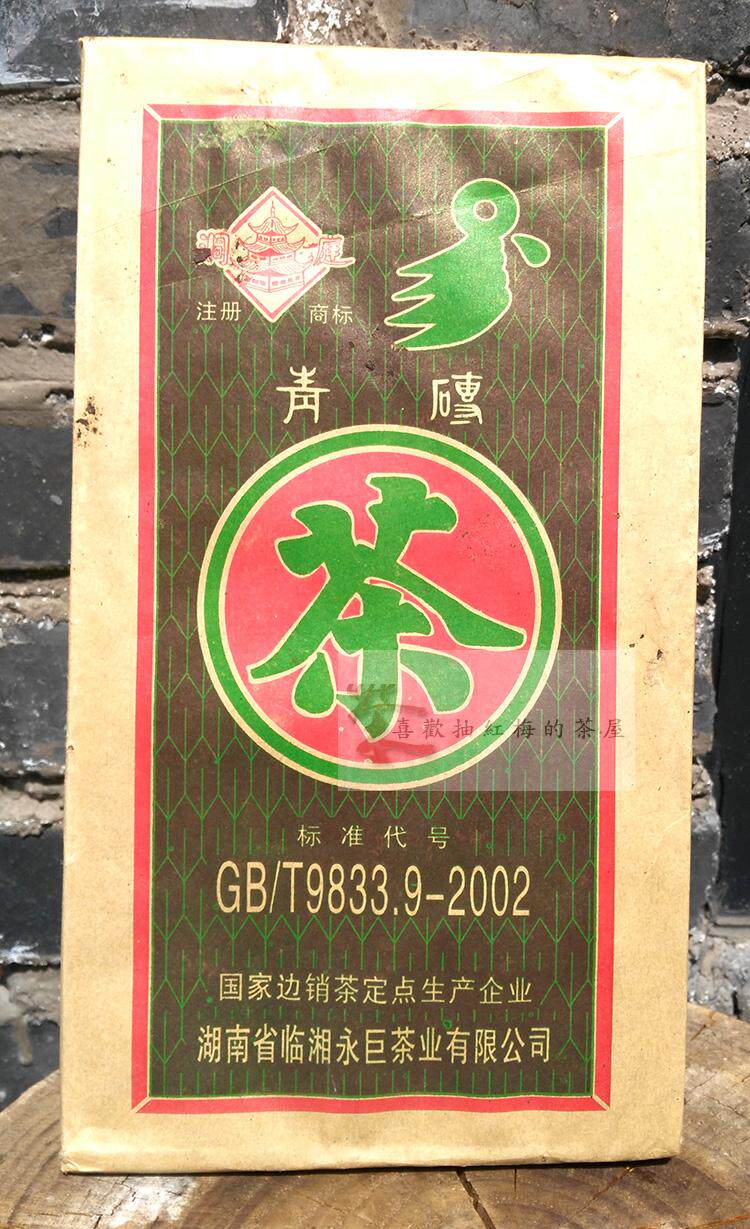 洞庭
注册 商标
青磚
茶
喜歡抽紅梅的茶屋
标准代号
GB/T9833.9-2002
国家边销茶定点生产企业
湖南省临湘永巨茶业有限公司